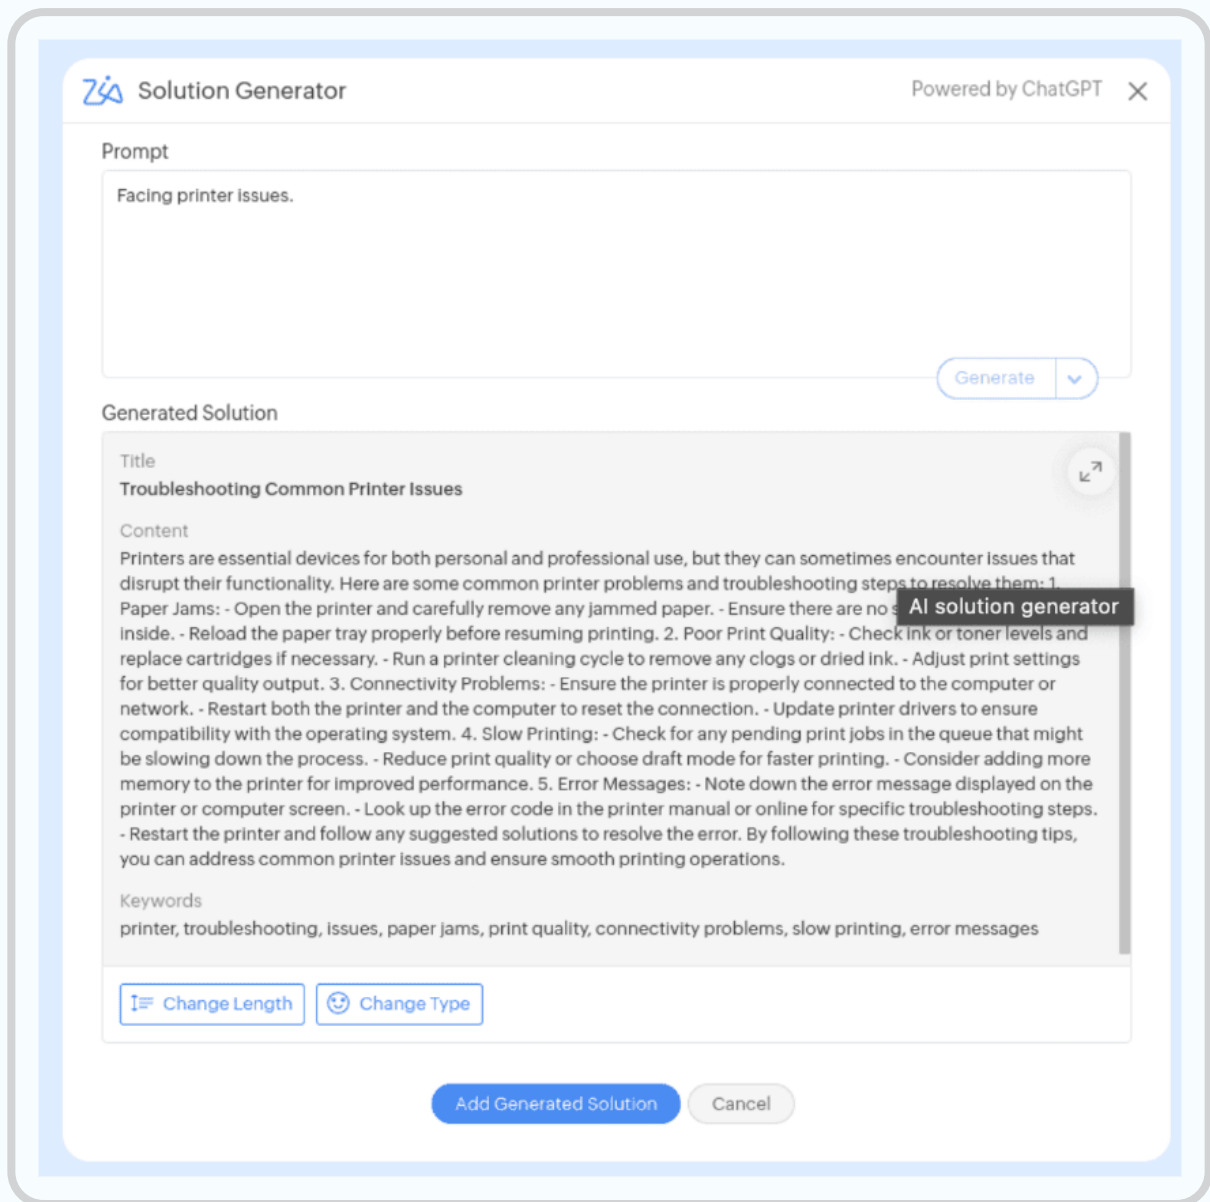 Zia Solution Generator
Powered by ChatGPT
Prompt
Facing printer issues.
Generate
Generated Solution
Title
Troubleshooting Common Printer Issues
Content
Printers are essential devices for both personal and professional use, but they can sometimes encounter issues that
disrupt their functionality. Here are some common printer problems and troubleshooting steps to resolve them: 1.
Paper Jams: - Open the printer and carefully remove any jammed paper. - Ensure there are no
AI solution generator
inside. - Reload the paper tray properly before resuming printing. 2. Poor Print Quality: - Check ink or toner levels and
replace cartridges if necessary. - Run a printer cleaning cycle to remove any clogs or dried ink. - Adjust print settings
for better quality output. 3. Connectivity Problems: - Ensure the printer is properly connected to the computer or
network. - Restart both the printer and the computer to reset the connection. - Update printer drivers to ensure
compatibility with the operating system. 4. Slow Printing: - Check for any pending print jobs in the queue that might
be slowing down the process. - Reduce print quality or choose draft mode for faster printing. - Consider adding more
memory to the printer for improved performance. 5. Error Messages: - Note down the error message displayed on the
printer or computer screen. - Look up the error code in the printer manual or online for specific troubleshooting steps.
- Restart the printer and follow any suggested solutions to resolve the error. By following these troubleshooting tips,
you can address common printer issues and ensure smooth printing operations.
Keywords
printer, troubleshooting, issues, paper jams, print quality, connectivity problems, slow printing, error messages
Change Length
Change Type
Add Generated Solution
Cancel